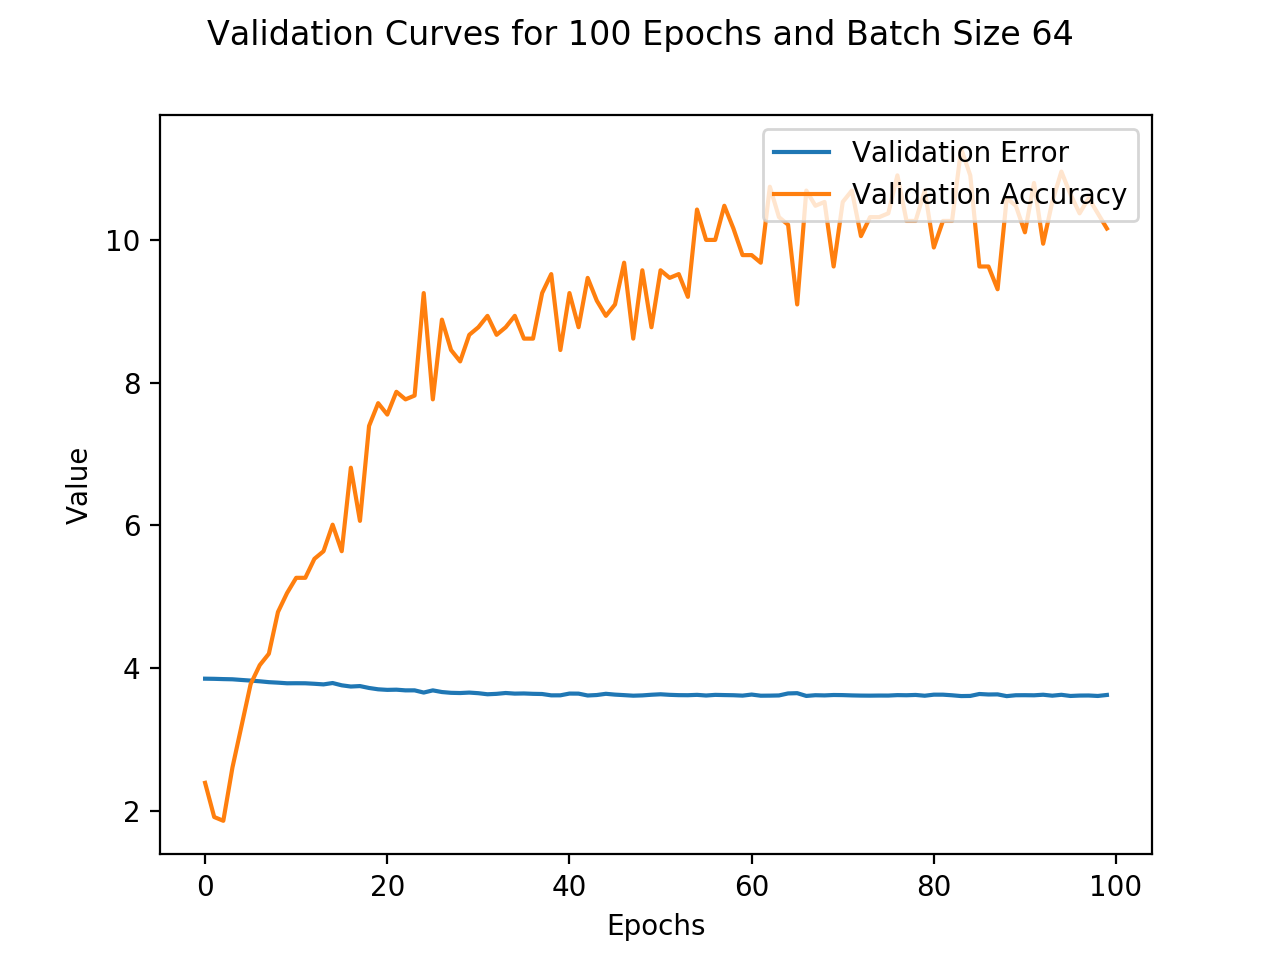 Validation Curves for 100 Epochs and Batch Size 64
Validation Error
Validation Accuracy
10
8
6
4
2
Value
0 20 40 60 80 100
Epochs